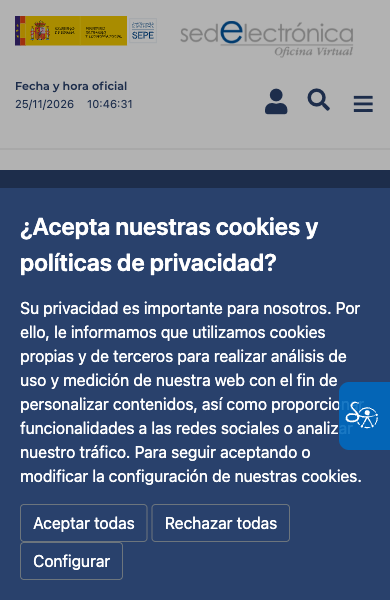 SEPE
sedelectrónica
Oficina Virtual
Fecha y hora oficial
25/11/2026 10:46:31
¿Acepta nuestras cookies y
políticas de privacidad?
Su privacidad es importante para nosotros. Por
ello, le informamos que utilizamos cookies
propias y de terceros para realizar análisis de
uso y medición de nuestra web con el fin de
personalizar contenidos, así como proporcionar
funcionalidades a las redes sociales o analizar
nuestro tráfico. Para seguir aceptando o
modificar la configuración de nuestras cookies.
Aceptar todas
Rechazar todas
Configurar